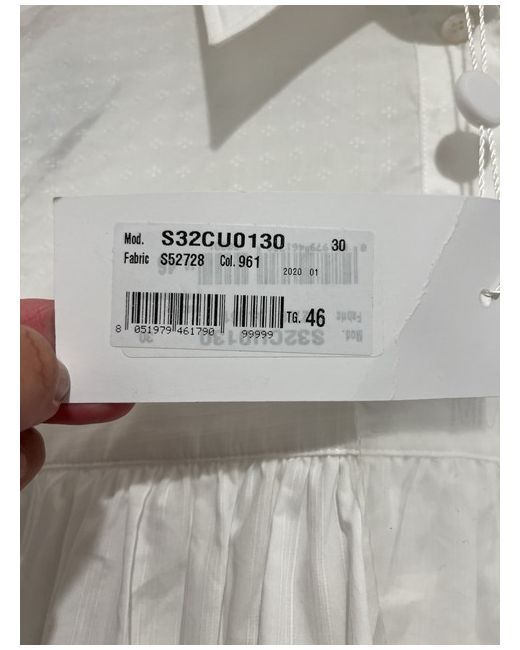 Mod. S32CU0130 30
Fabric S52728 Col. 961
2020 01
TG. 46
8 051979 461790 99999